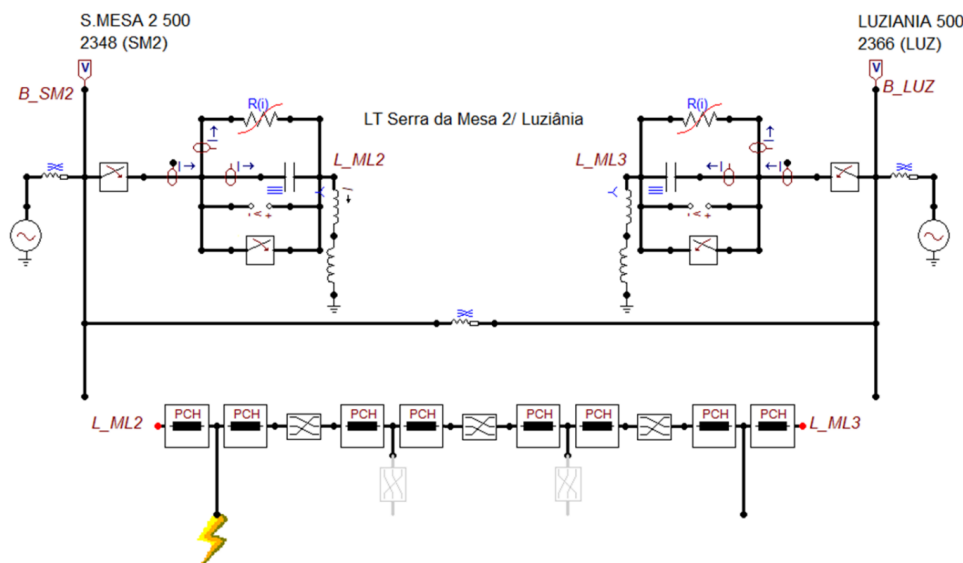 S.MESA 2 500
2348 (SM2)
LUZIANIA 500
2366 (LUZ)
V
V
B_SM2
B_LUZ
R(i)
LT Serra da Mesa 2/ Luziânia
R(i)
I
I
I
I
L_ML2
L_ML3
I
I
I
V
V
Y
Y
L_ML2
PCH
PCH
PCH
PCH
PCH
PCH
PCH
PCH
L_ML3